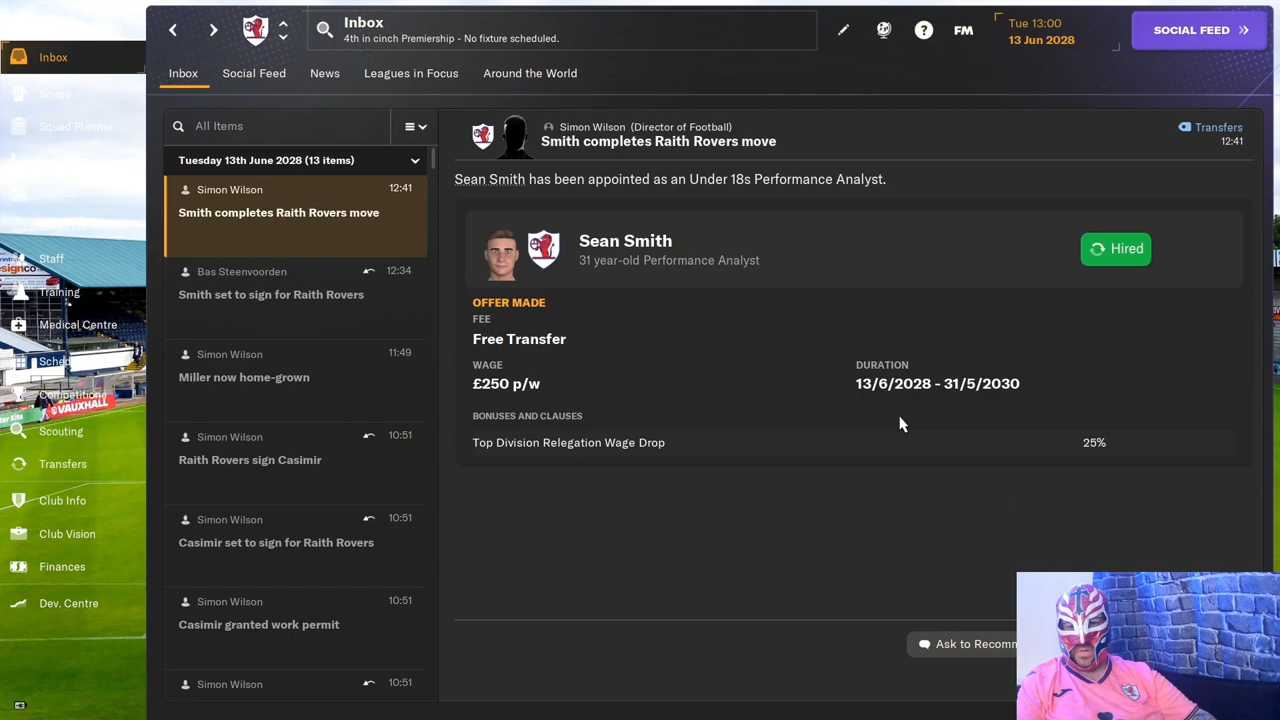 Inbox
4th in cinch Premiership - No fixture scheduled.
FM
Tue 13:00
13 Jun 2028
SOCIAL FEED
Inbox
Social Feed
News
Leagues in Focus
Around the World
Inbox
Squad
Squad Planner
Staff
Training
Medical Centre
Sched
Competitions
Scouting
Transfers
Club Info
Club Vision
Finances
Dev. Centre
VAUXHALL
All Items
Tuesday 13th June 2028 (13 items)
Simon Wilson 12:41
Smith completes Raith Rovers move
Bas Steenvoorden 12:34
Smith set to sign for Raith Rovers
Simon Wilson 11:49
Miller now home-grown
Simon Wilson 10:51
Raith Rovers sign Casimir
Simon Wilson 10:51
Casimir set to sign for Raith Rovers
Simon Wilson 10:51
Casimir granted work permit
Simon Wilson 10:51
Simon Wilson (Director of Football)
Smith completes Raith Rovers move
Transfers
12:41
Sean Smith has been appointed as an Under 18s Performance Analyst.
Sean Smith
31 year-old Performance Analyst
Hired
OFFER MADE
FEE
Free Transfer
WAGE
£250 p/w
DURATION
13/6/2028 - 31/5/2030
BONUSES AND CLAUSES
Top Division Relegation Wage Drop 25%
Ask to Recomm